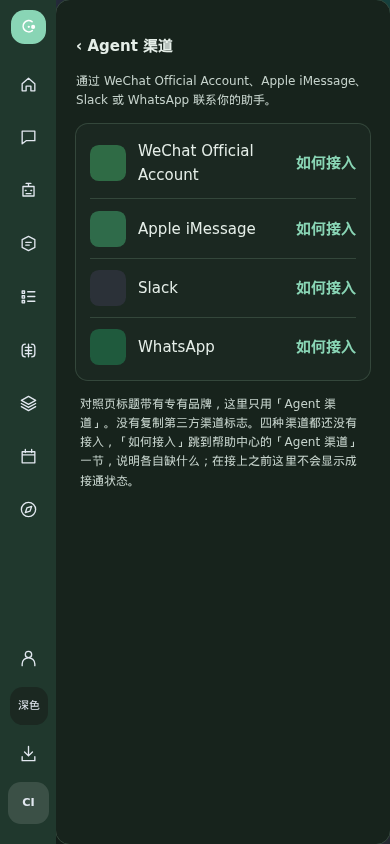 ‹ Agent 渠道
通过 WeChat Official Account、Apple iMessage、
Slack 或 WhatsApp 联系你的助手。
WeChat Official
Account
如何接入
Apple iMessage
如何接入
Slack
如何接入
WhatsApp
如何接入
对照页标题带有专有品牌，这里只用「Agent 渠
道」。没有复制第三方渠道标志。四种渠道都还没有
接入，「如何接入」跳到帮助中心的「Agent 渠道」
一节，说明各自缺什么；在接上之前这里不会显示成
接通状态。
深色
CI